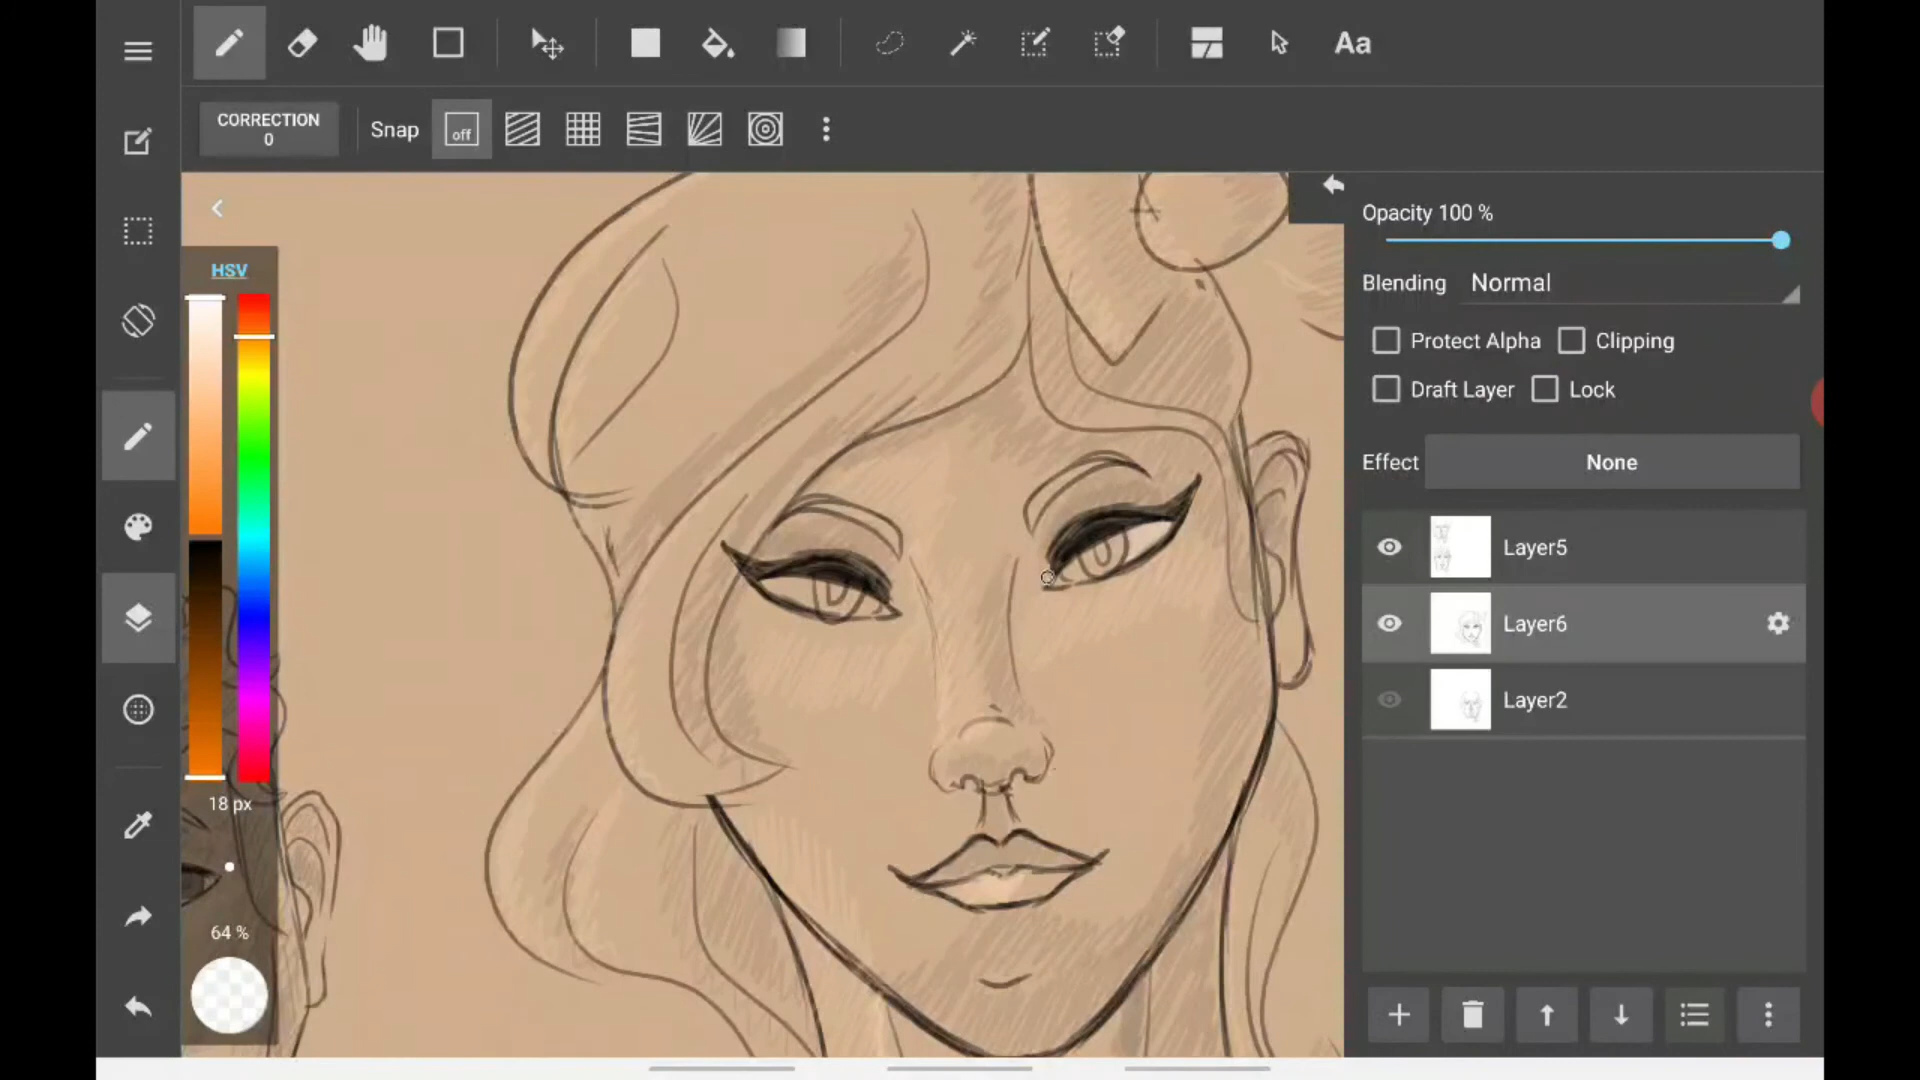 Aa
CORRECTION
0
Snap
off
HSV
18 px
64 %
Opacity 100 %
Blending Normal
Protect Alpha Clipping
Draft Layer Lock
Effect None
Layer5
Layer6
Layer2